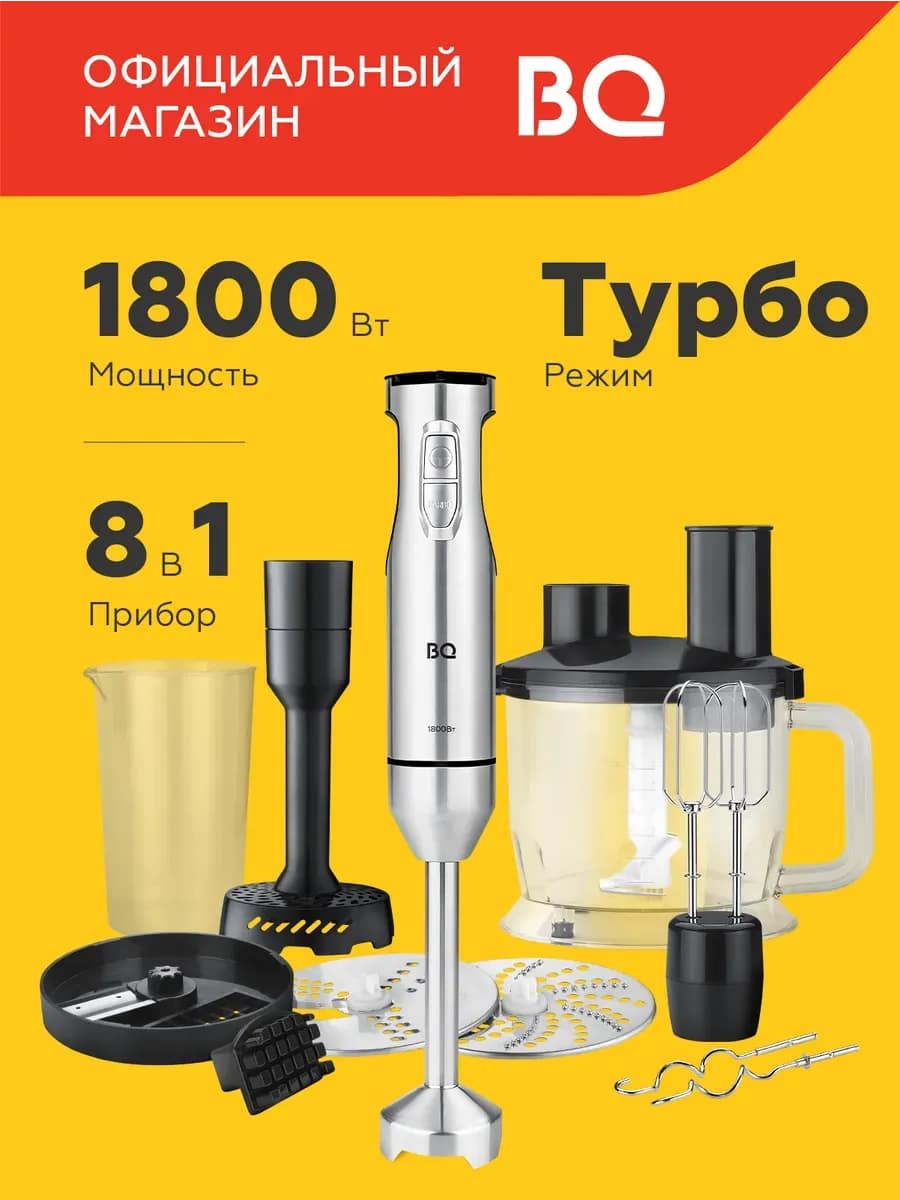 ОФИЦИАЛЬНЫЙ
МАГАЗИН
BQ
1800 Вт
Мощность
Турбо
Режим
8 в 1
Прибор
BQ
1800Вт